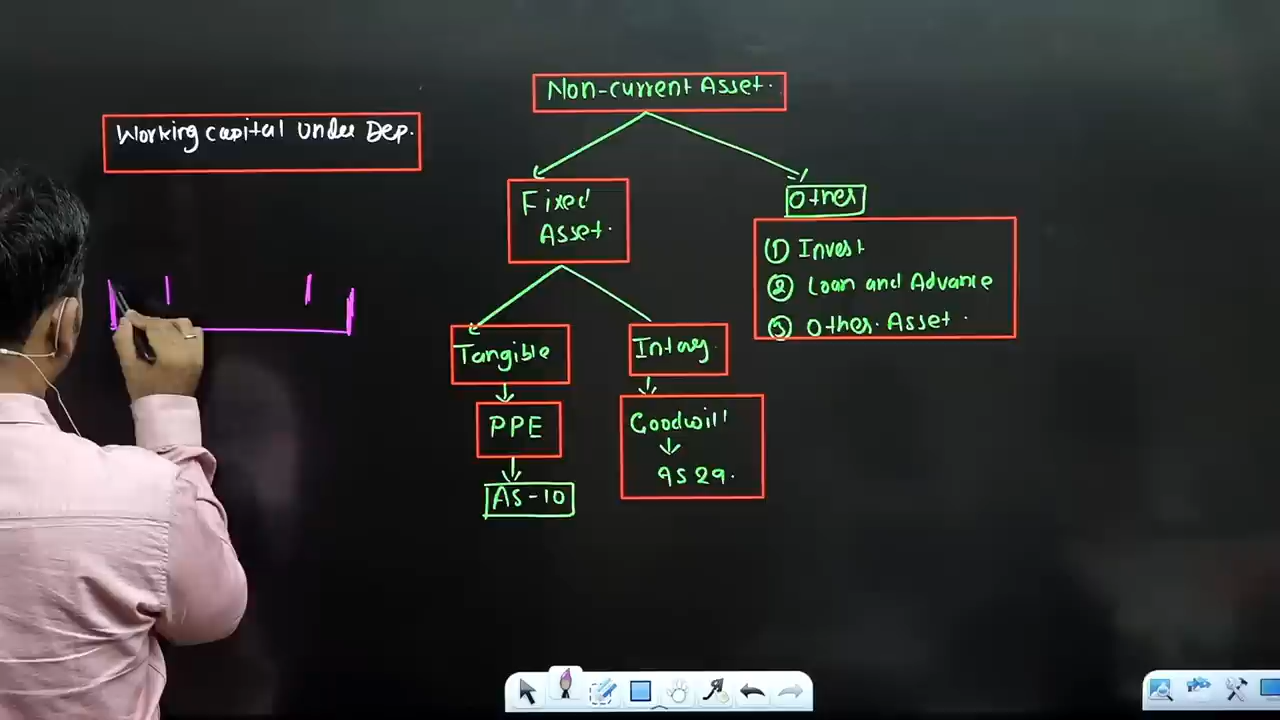 Non-current Asset.
Working capital Under Dep.
Fixed
Asset.
Other
① Invest
② Loan and Advance
③ Other. Asset.
Tangible
Intang.
PPE
Goodwill
AS 29.
AS-10